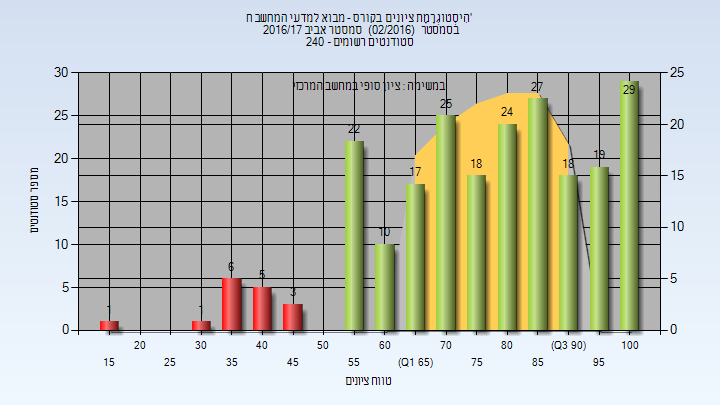 היסטוגרמת ציונים בקורס - מבוא למדעי המחשב ח'
בסמסטר (02/2016) סמסטר אביב 2016/17
סטודנטים רשומים - 240
במשימה : ציון סופי במחשב המרכזי
מספר סטודנטים
30 25 20 15 10 5 0
25 20 15 10 5 0
1 1 6 5 3 22 10 17 25 18 24 27 18 19 29
20 30 40 50 60 70 80 (Q3 90) 100
15 25 35 45 55 (Q1 65) 75 85 95
טווח ציונים